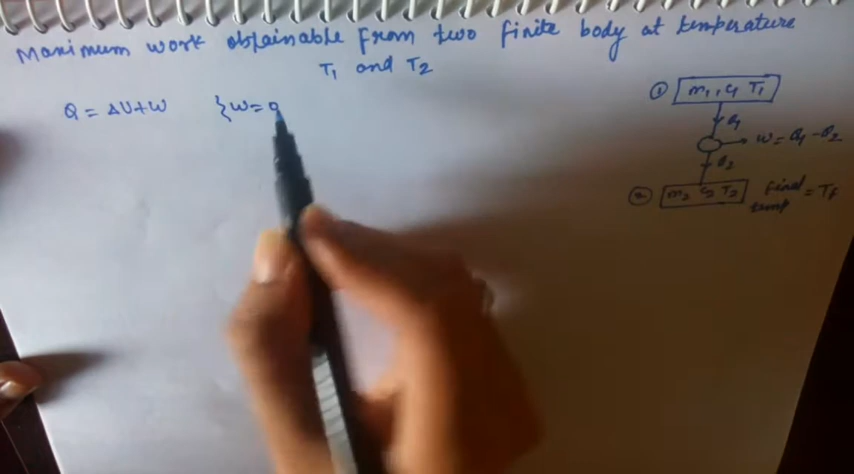 Maximum work obtainable from two finite body at temperature
T1 and T2
Q = ΔU+W {W=0
① m1, c1 T1
Q1
W = Q1 - Q2
Q2
② m2 c2 T2 final temp = Tf